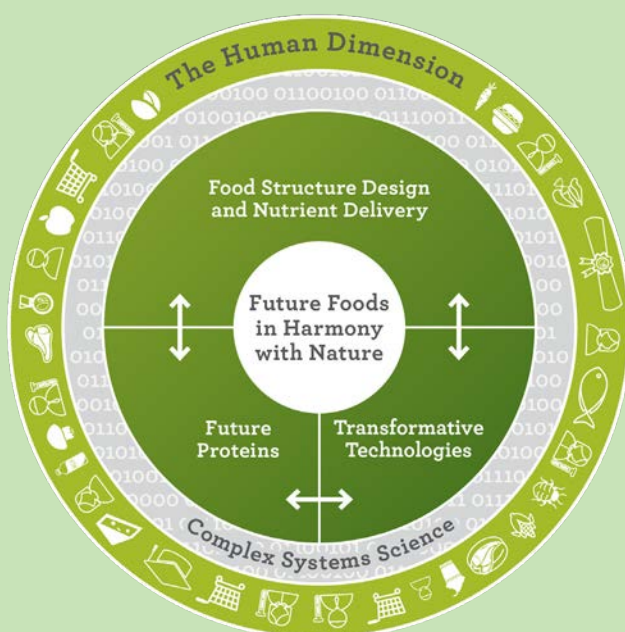 The Human Dimension
Food Structure Design
and Nutrient Delivery
Future Foods
in Harmony
with Nature
Future
Proteins
Transformative
Technologies
Complex Systems Science